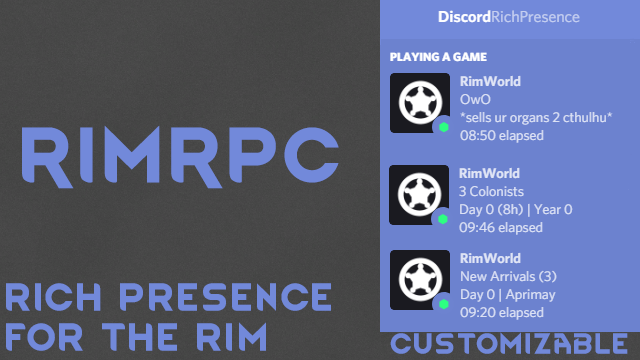 RIMRPC
RICH PRESENCE
FOR THE RIM
DiscordRichPresence
PLAYING A GAME
RimWorld
OwO
*sells ur organs 2 cthulhu*
08:50 elapsed
RimWorld
3 Colonists
Day 0 (8h) | Year 0
09:46 elapsed
RimWorld
New Arrivals (3)
Day 0 | Aprimay
09:20 elapsed
CUSTOMIZABLE